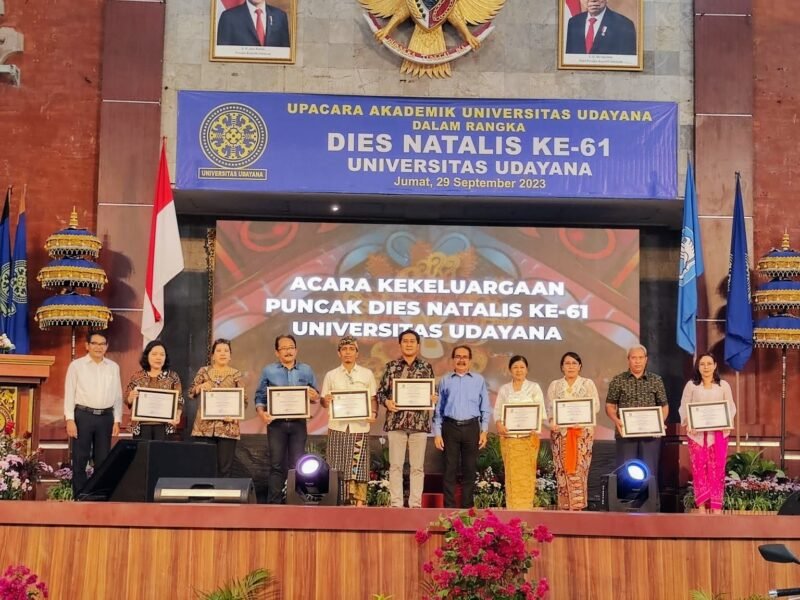 UPACARA AKADEMIK UNIVERSITAS UDAYANA
DALAM RANGKA
DIES NATALIS KE-61
UNIVERSITAS UDAYANA
Jumat, 29 September 2023
UNIVERSITAS UDAYANA
ACARA KEKELUARGAAN
PUNCAK DIES NATALIS KE-61
UNIVERSITAS UDAYANA